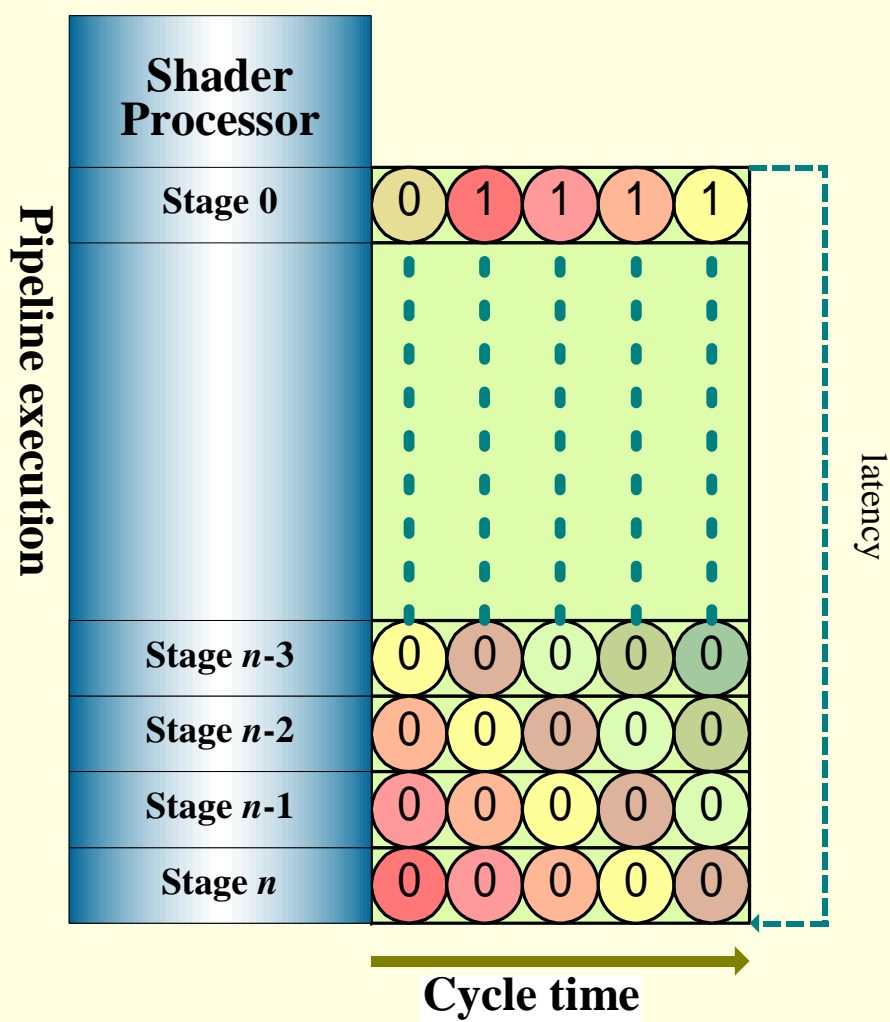 Shader
Processor
Stage 0
0 1 1 1 1
Pipeline execution
latency
Stage n-3
0 0 0 0 0
Stage n-2
0 0 0 0 0
Stage n-1
0 0 0 0 0
Stage n
0 0 0 0 0
Cycle time